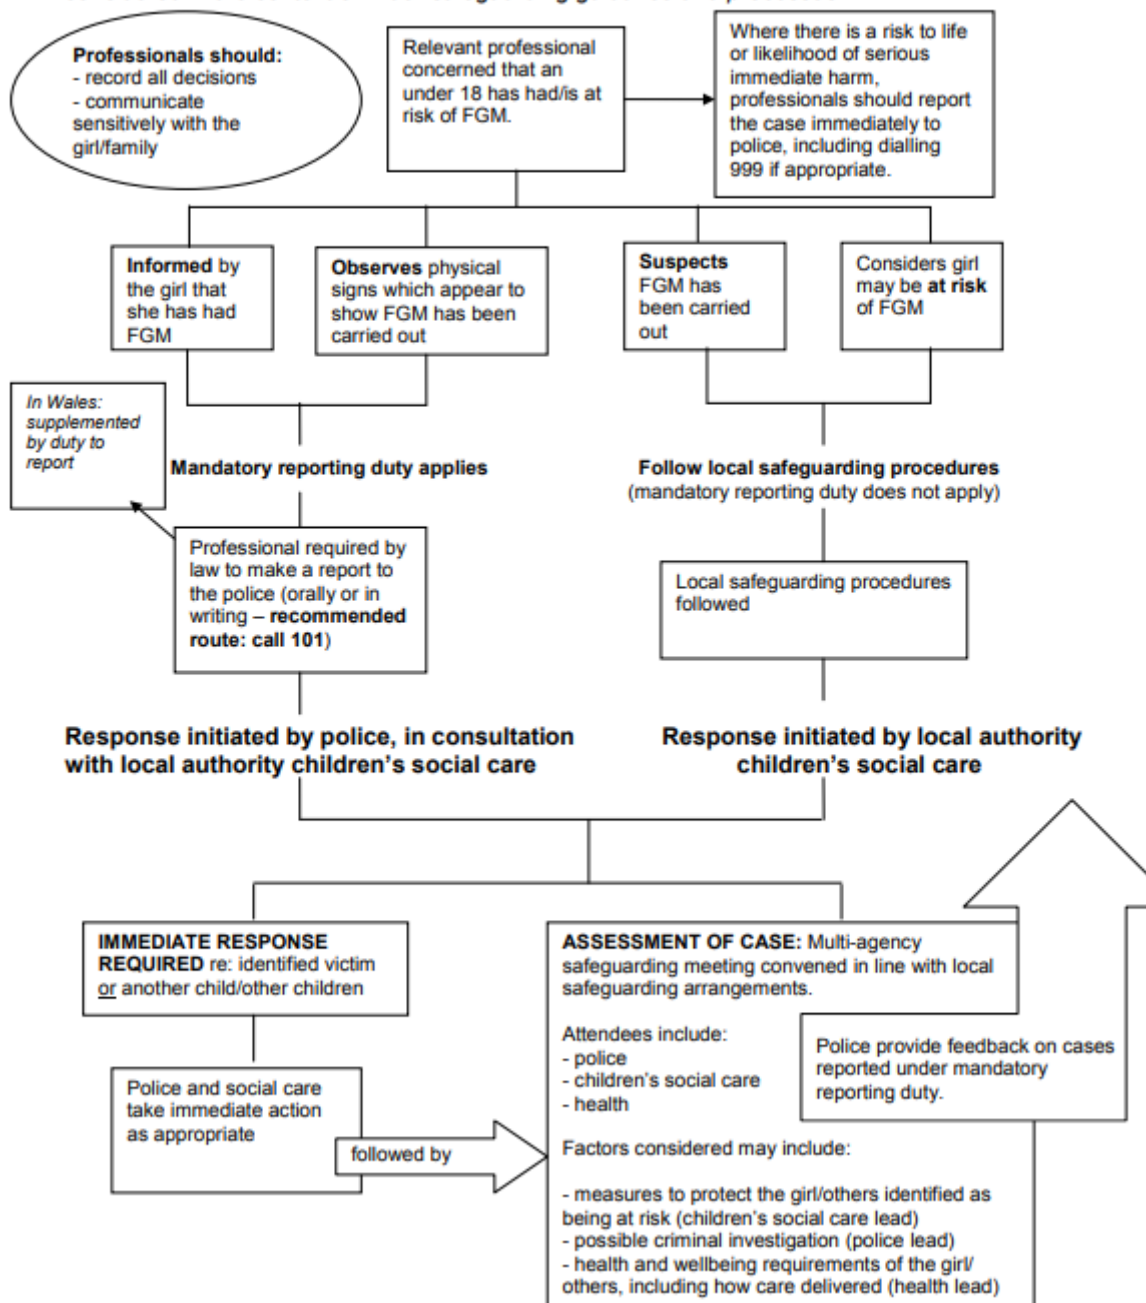 Professionals should:
- record all decisions
- communicate
sensitively with the
girl/family
Relevant professional
concerned that an
under 18 has had/is at
risk of FGM.
Where there is a risk to life
or likelihood of serious
immediate harm,
professionals should report
the case immediately to
police, including dialling
999 if appropriate.
Informed by
the girl that
she has had
FGM
Observes physical
signs which appear to
show FGM has been
carried out
Suspects
FGM has
been carried
out
Considers girl
may be at risk
of FGM
In Wales:
supplemented
by duty to
report
Mandatory reporting duty applies
Follow local safeguarding procedures
(mandatory reporting duty does not apply)
Professional required by
law to make a report to
the police (orally or in
writing – recommended
route: call 101)
Local safeguarding procedures
followed
Response initiated by police, in consultation
with local authority children's social care
Response initiated by local authority
children's social care
IMMEDIATE RESPONSE
REQUIRED re: identified victim
or another child/other children
Police and social care
take immediate action
as appropriate
followed by
ASSESSMENT OF CASE: Multi-agency
safeguarding meeting convened in line with local
safeguarding arrangements.
Attendees include:
- police
- children's social care
- health
Factors considered may include:
- measures to protect the girl/others identified as
being at risk (children's social care lead)
- possible criminal investigation (police lead)
- health and wellbeing requirements of the girl/
others, including how care delivered (health lead)
Police provide feedback on cases
reported under mandatory
reporting duty.